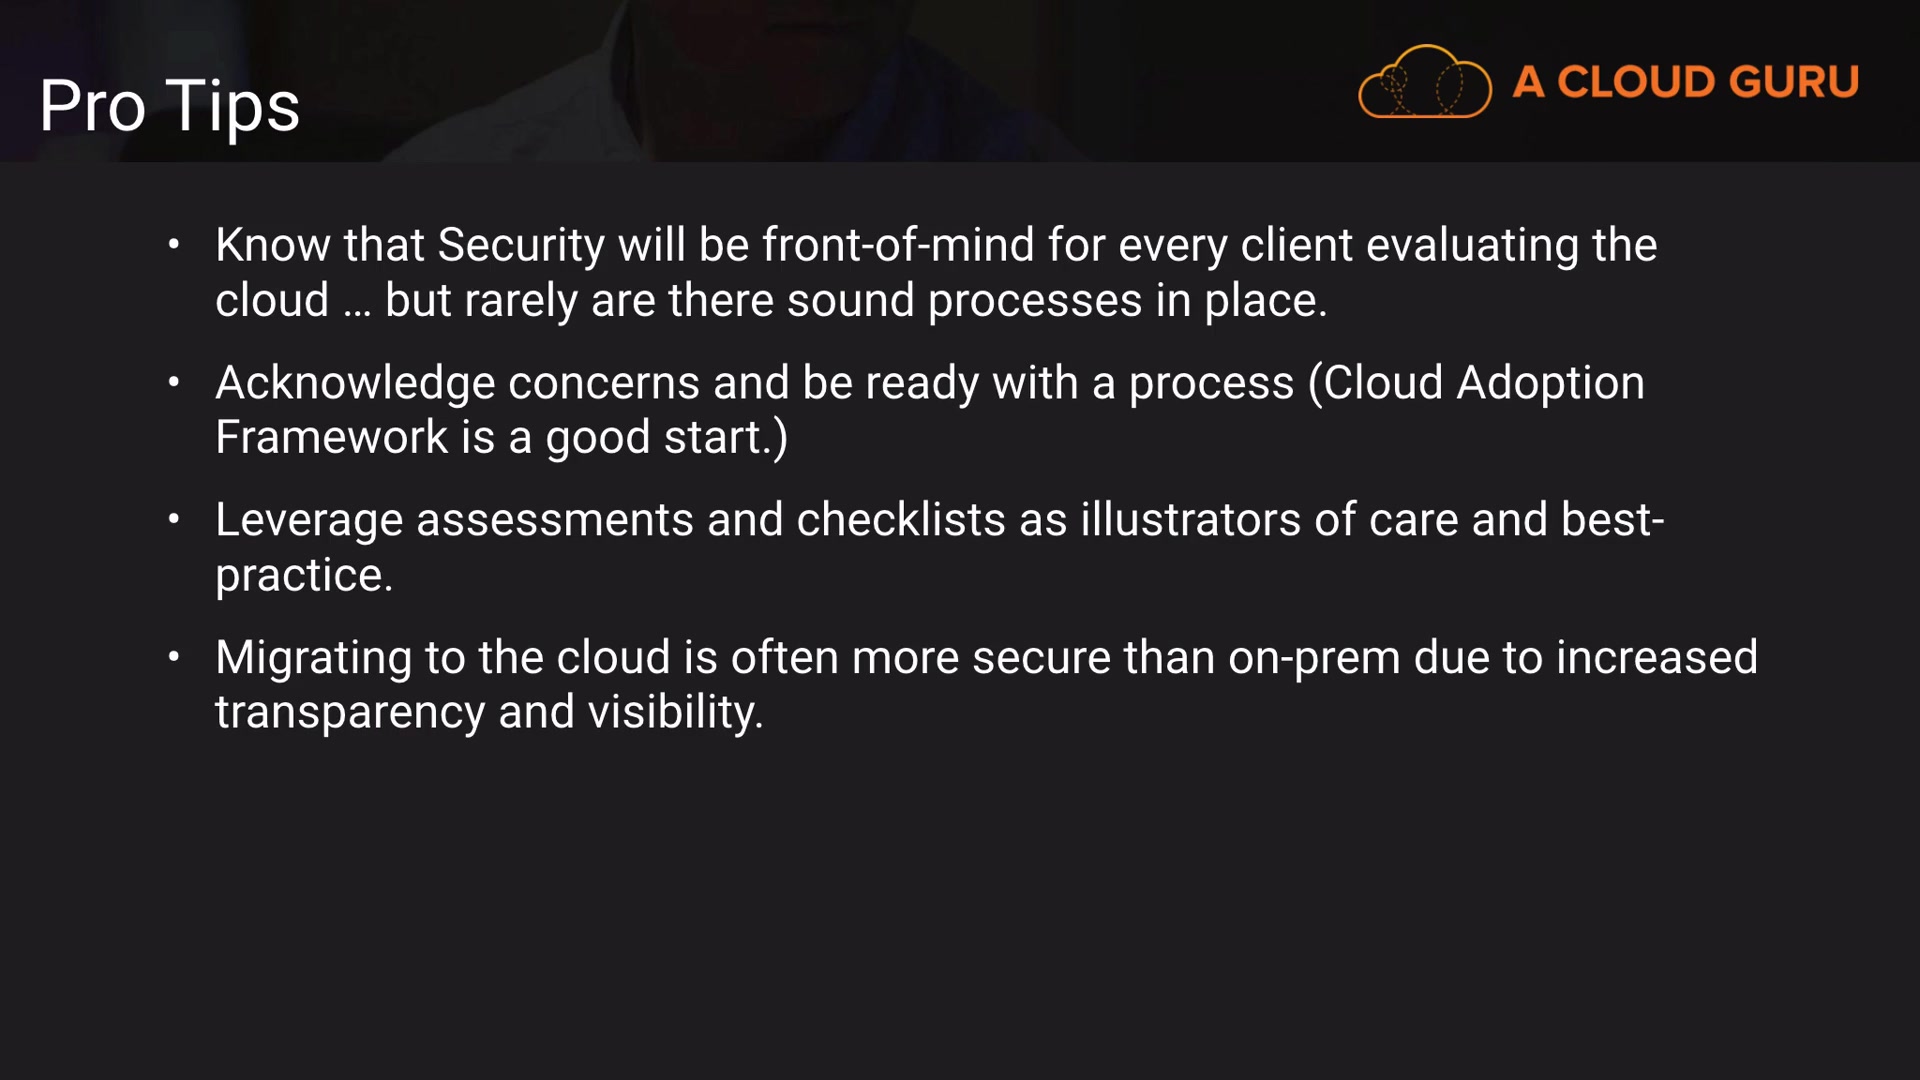 Pro Tips
A CLOUD GURU
• Know that Security will be front-of-mind for every client evaluating the
cloud ... but rarely are there sound processes in place.
• Acknowledge concerns and be ready with a process (Cloud Adoption
Framework is a good start.)
• Leverage assessments and checklists as illustrators of care and best-
practice.
• Migrating to the cloud is often more secure than on-prem due to increased
transparency and visibility.